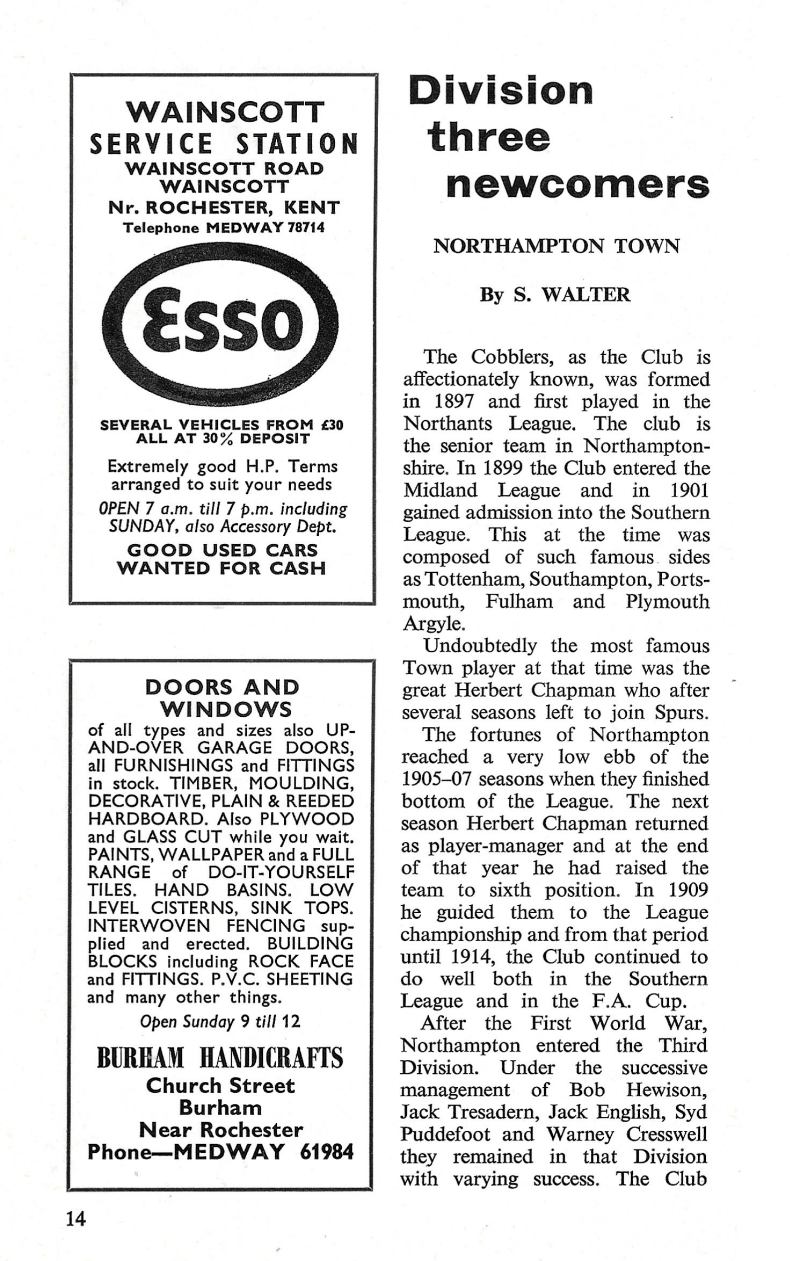 WAINSCOTT
SERVICE STATION
WAINSCOTT ROAD
WAINSCOTT
Nr. ROCHESTER, KENT
Telephone MEDWAY 78714
Esso
SEVERAL VEHICLES FROM £30
ALL AT 30% DEPOSIT
Extremely good H.P. Terms
arranged to suit your needs
OPEN 7 a.m. till 7 p.m. including
SUNDAY, also Accessory Dept.
GOOD USED CARS
WANTED FOR CASH
DOORS AND
WINDOWS
of all types and sizes also UP-
AND-OVER GARAGE DOORS,
all FURNISHINGS and FITTINGS
in stock. TIMBER, MOULDING,
DECORATIVE, PLAIN & REEDED
HARDBOARD. Also PLYWOOD
and GLASS CUT while you wait.
PAINTS, WALLPAPER and a FULL
RANGE of DO-IT-YOURSELF
TILES. HAND BASINS. LOW
LEVEL CISTERNS, SINK TOPS.
INTERWOVEN FENCING sup-
plied and erected. BUILDING
BLOCKS including ROCK FACE
and FITTINGS. P.V.C. SHEETING
and many other things.
Open Sunday 9 till 12
BURHAM HANDICRAFTS
Church Street
Burham
Near Rochester
Phone—MEDWAY 61984
14
Division
three
newcomers
NORTHAMPTON TOWN
By S. WALTER
The Cobblers, as the Club is
affectionately known, was formed
in 1897 and first played in the
Northants League. The club is
the senior team in Northampton-
shire. In 1899 the Club entered the
Midland League and in 1901
gained admission into the Southern
League. This at the time was
composed of such famous sides
as Tottenham, Southampton, Ports-
mouth, Fulham and Plymouth
Argyle.
Undoubtedly the most famous
Town player at that time was the
great Herbert Chapman who after
several seasons left to join Spurs.
The fortunes of Northampton
reached a very low ebb of the
1905–07 seasons when they finished
bottom of the League. The next
season Herbert Chapman returned
as player-manager and at the end
of that year he had raised the
team to sixth position. In 1909
he guided them to the League
championship and from that period
until 1914, the Club continued to
do well both in the Southern
League and in the F.A. Cup.
After the First World War,
Northampton entered the Third
Division. Under the successive
management of Bob Hewison,
Jack Tresadern, Jack English, Syd
Puddefoot and Warney Cresswell
they remained in that Division
with varying success. The Club